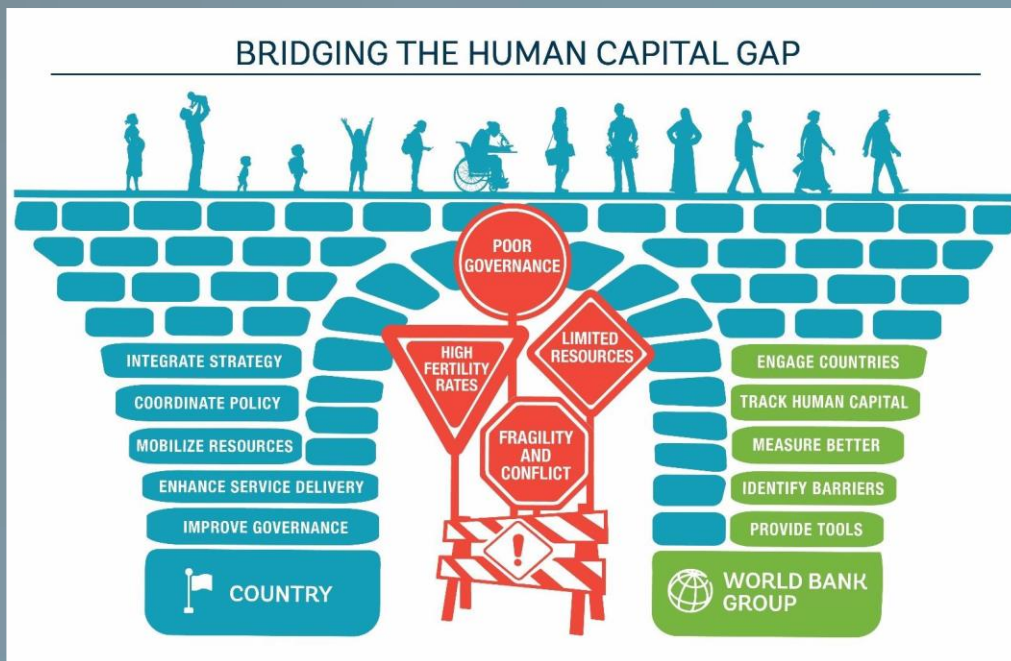 BRIDGING THE HUMAN CAPITAL GAP
POOR
GOVERNANCE
HIGH
FERTILITY
RATES
LIMITED
RESOURCES
FRAGILITY
AND
CONFLICT
!
INTEGRATE STRATEGY
COORDINATE POLICY
MOBILIZE RESOURCES
ENHANCE SERVICE DELIVERY
IMPROVE GOVERNANCE
COUNTRY
ENGAGE COUNTRIES
TRACK HUMAN CAPITAL
MEASURE BETTER
IDENTIFY BARRIERS
PROVIDE TOOLS
WORLD BANK
GROUP